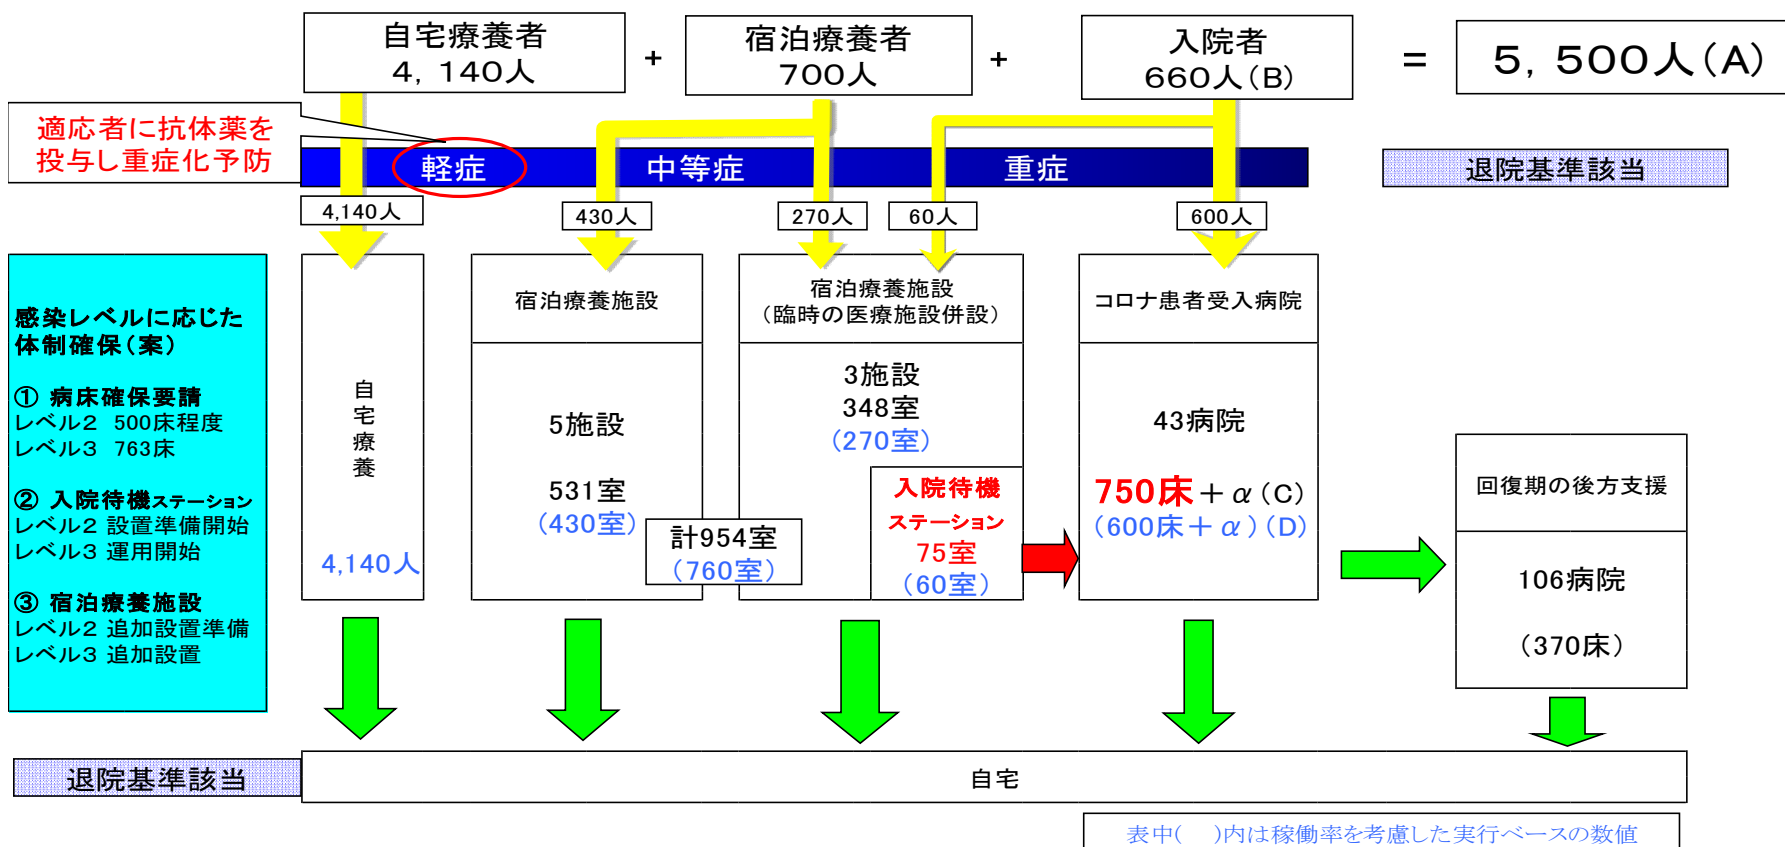 自宅療養者
4,140人
+
宿泊療養者
700人
+
入院者
660人(B)
=
5,500人(A)
適応者に抗体薬を
投与し重症化予防
軽症
中等症
重症
退院基準該当
4,140人
430人
270人
60人
600人
感染レベルに応じた
体制確保(案)
① 病床確保要請
レベル2 500床程度
レベル3 763床
② 入院待機ステーション
レベル2 設置準備開始
レベル3 運用開始
③ 宿泊療養施設
レベル2 追加設置準備
レベル3 追加設置
自宅療養
4,140人
宿泊療養施設
5施設
531室
(430室)
計954室
(760室)
宿泊療養施設
(臨時の医療施設併設)
3施設
348室
(270室)
入院待機
ステーション
75室
(60室)
コロナ患者受入病院
43病院
750床+α(C)
(600床+α)(D)
回復期の後方支援
106病院
(370床)
退院基準該当
自宅
表中( )内は稼働率を考慮した実行ベースの数値